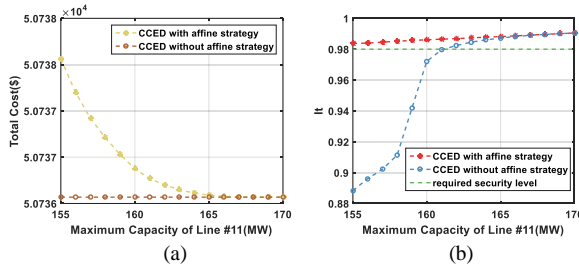 (a)
5.0738 ×10⁴
5.0738
5.0737
5.0737
5.0736
Total Cost($)
CCED with affine strategy
CCED without affine strategy
155 160 165 170
Maximum Capacity of Line #11(MW)
(a)
(b)
1
0.98
0.96
0.94
0.92
0.9
0.88
It
CCED with affine strategy
CCED without affine strategy
required security level
155 160 165 170
Maximum Capacity of Line #11(MW)
(b)